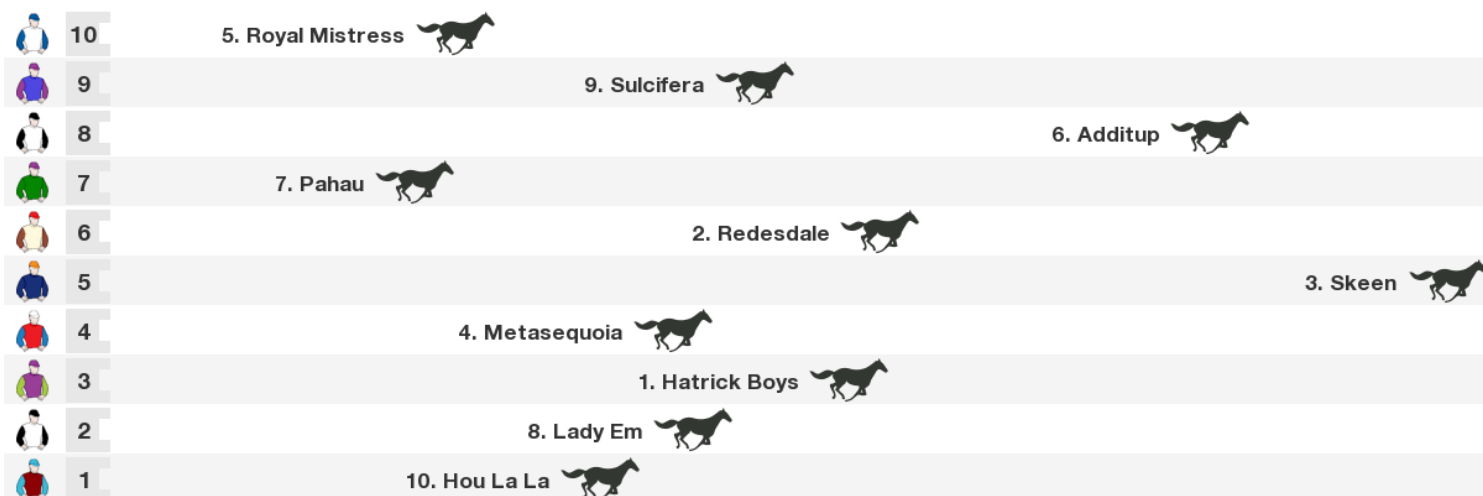 10 5. Royal Mistress
9 9. Sulcifera
8 6. Additup
7 7. Pahau
6 2. Redesdale
5 3. Skeen
4 4. Metasequoia
3 1. Hatrick Boys
2 8. Lady Em
1 10. Hou La La